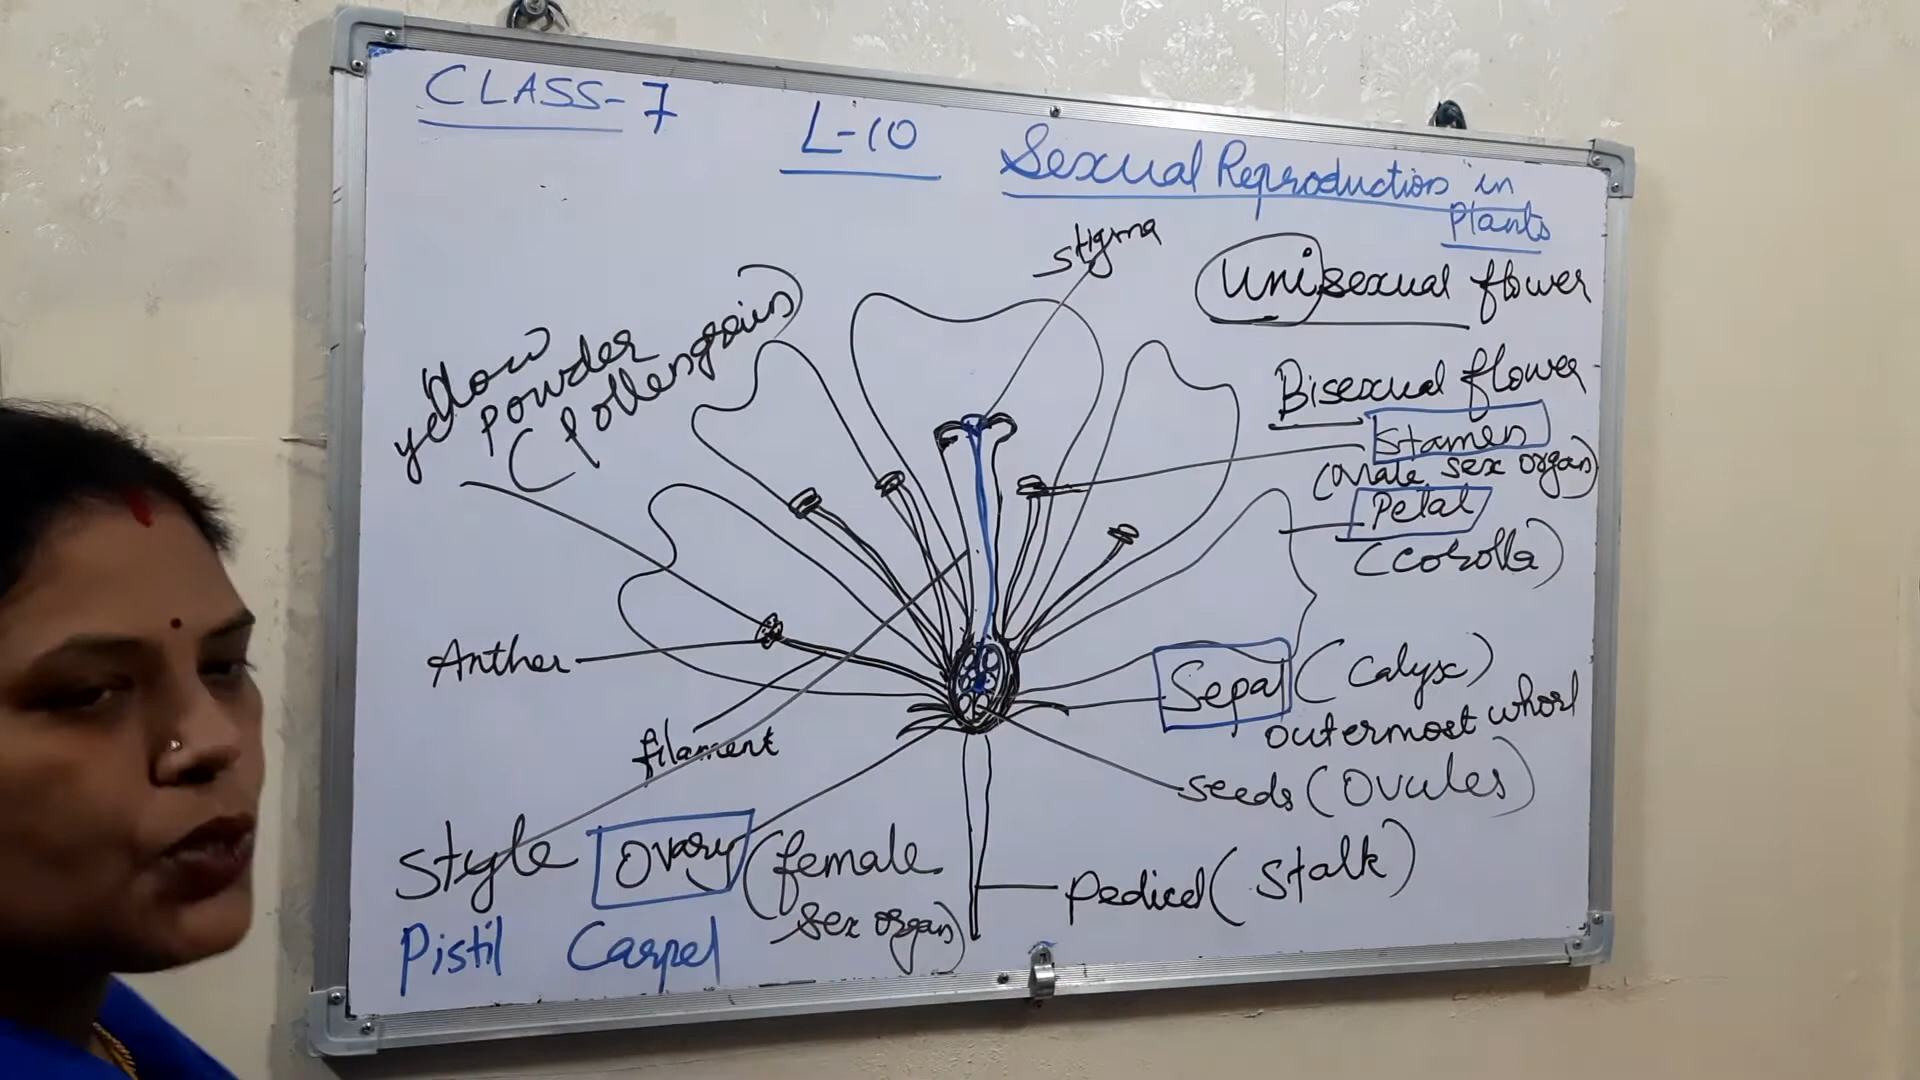 CLASS-7
L-10
Sexual Reproduction in
Plants
stigma
Unisexual flower
yellow
powder
(Pollengrains)
Bisexual flower
Stamen
(Male sex organ)
Petal
(Corolla)
Anther
Sepal (Calyx)
outermost whorl
filament
seeds (Ovules)
Style
Ovary (female
sex organ)
Pedicel (Stalk)
Pistil Carpel